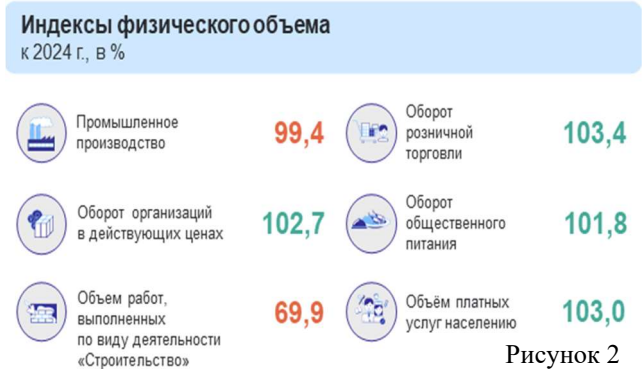 Индексы физического объема
к 2024 г., в %
Промышленное
производство
99,4
Оборот
розничной
торговли
103,4
Оборот организаций
в действующих ценах
102,7
Оборот
общественного
питания
101,8
Объем работ,
выполненных
по виду деятельности
«Строительство»
69,9
Объём платных
услуг населению
103,0
Рисунок 2